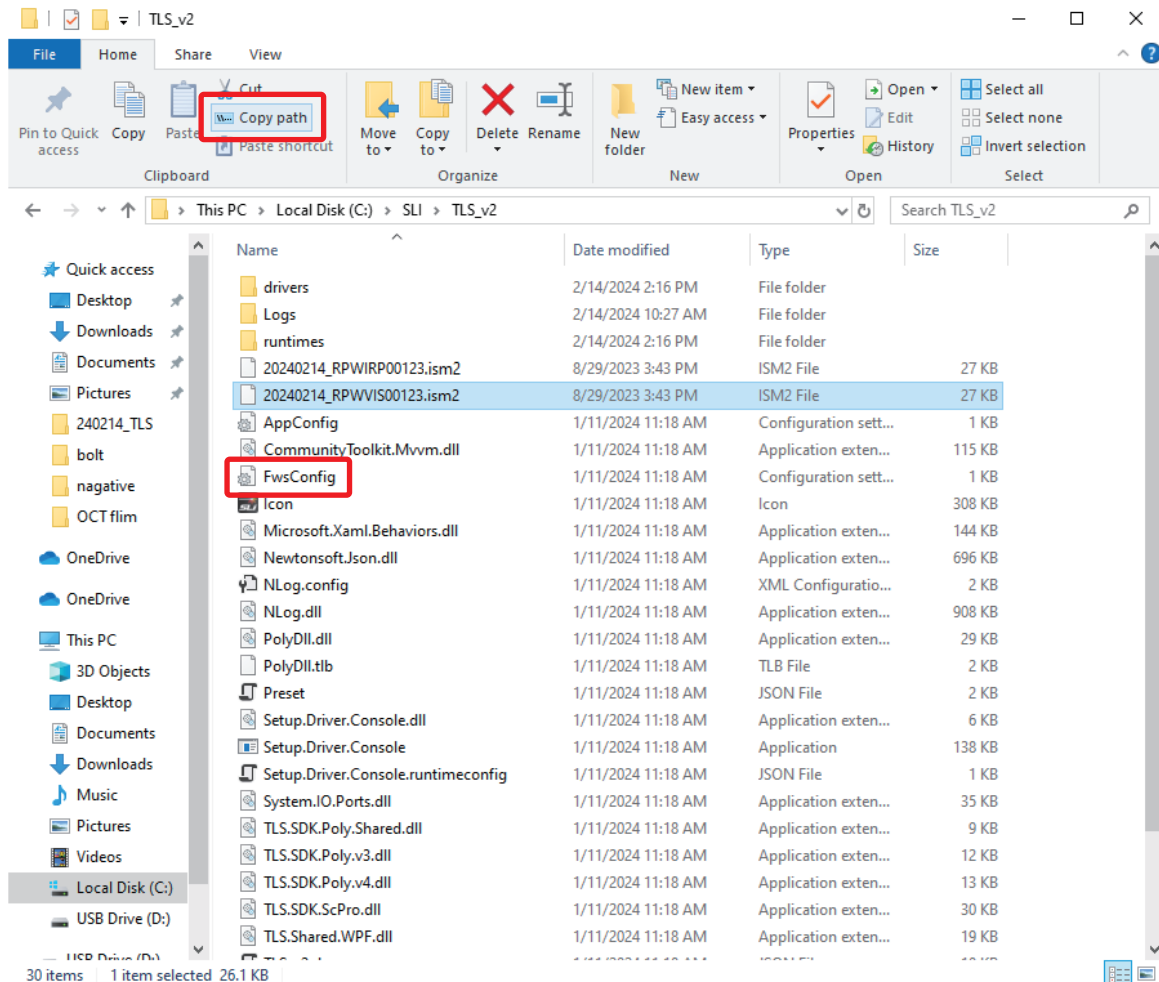 TLS_v2
File Home Share View
Pin to Quick access
Copy
Paste
Cut
Copy path
Paste shortcut
Move to
Copy to
Delete
Rename
New folder
New item
Easy access
Properties
Open
Edit
History
Select all
Select none
Invert selection
Clipboard Organize New Open Select
This PC > Local Disk (C:) > SLI > TLS_v2
Search TLS_v2
Quick access
Desktop
Downloads
Documents
Pictures
240214_TLS
bolt
nagative
OCT flim
OneDrive
OneDrive
This PC
3D Objects
Desktop
Documents
Downloads
Music
Pictures
Videos
Local Disk (C:)
USB Drive (D:)
USB Drive (D:)
Name Date modified Type Size
drivers 2/14/2024 2:16 PM File folder
Logs 2/14/2024 10:27 AM File folder
runtimes 2/14/2024 2:16 PM File folder
20240214_RPWIRP00123.ism2 8/29/2023 3:43 PM ISM2 File 27 KB
20240214_RPWVIS00123.ism2 8/29/2023 3:43 PM ISM2 File 27 KB
AppConfig 1/11/2024 11:18 AM Configuration sett... 1 KB
CommunityToolkit.Mvvm.dll 1/11/2024 11:18 AM Application exten... 115 KB
FwsConfig 1/11/2024 11:18 AM Configuration sett... 1 KB
Icon 1/11/2024 11:18 AM Icon 308 KB
Microsoft.Xaml.Behaviors.dll 1/11/2024 11:18 AM Application exten... 144 KB
Newtonsoft.Json.dll 1/11/2024 11:18 AM Application exten... 696 KB
NLog.config 1/11/2024 11:18 AM XML Configuratio... 2 KB
NLog.dll 1/11/2024 11:18 AM Application exten... 908 KB
PolyDll.dll 1/11/2024 11:18 AM Application exten... 29 KB
PolyDll.tlb 1/11/2024 11:18 AM TLB File 2 KB
Preset 1/11/2024 11:18 AM JSON File 2 KB
Setup.Driver.Console.dll 1/11/2024 11:18 AM Application exten... 6 KB
Setup.Driver.Console 1/11/2024 11:18 AM Application 138 KB
Setup.Driver.Console.runtimeconfig 1/11/2024 11:18 AM JSON File 1 KB
System.IO.Ports.dll 1/11/2024 11:18 AM Application exten... 35 KB
TLS.SDK.Poly.Shared.dll 1/11/2024 11:18 AM Application exten... 9 KB
TLS.SDK.Poly.v3.dll 1/11/2024 11:18 AM Application exten... 12 KB
TLS.SDK.Poly.v4.dll 1/11/2024 11:18 AM Application exten... 13 KB
TLS.SDK.ScPro.dll 1/11/2024 11:18 AM Application exten... 30 KB
TLS.Shared.WPF.dll 1/11/2024 11:18 AM Application exten... 19 KB
30 items 1 item selected 26.1 KB